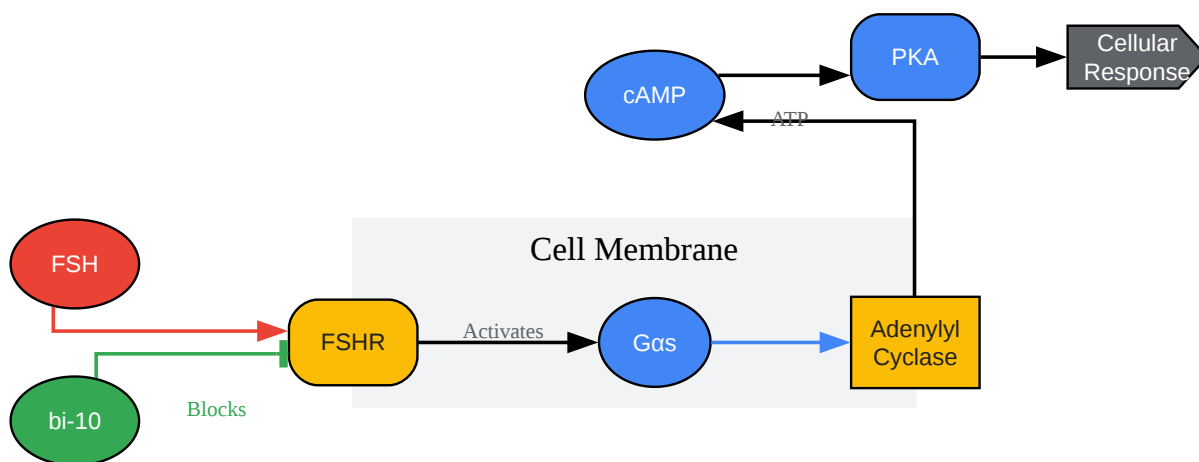 PKA
Cellular
Response
cAMP
ATP
Cell Membrane
FSH
Activates
FSHR
Gαs
Adenylyl
Cyclase
Blocks
bi-10